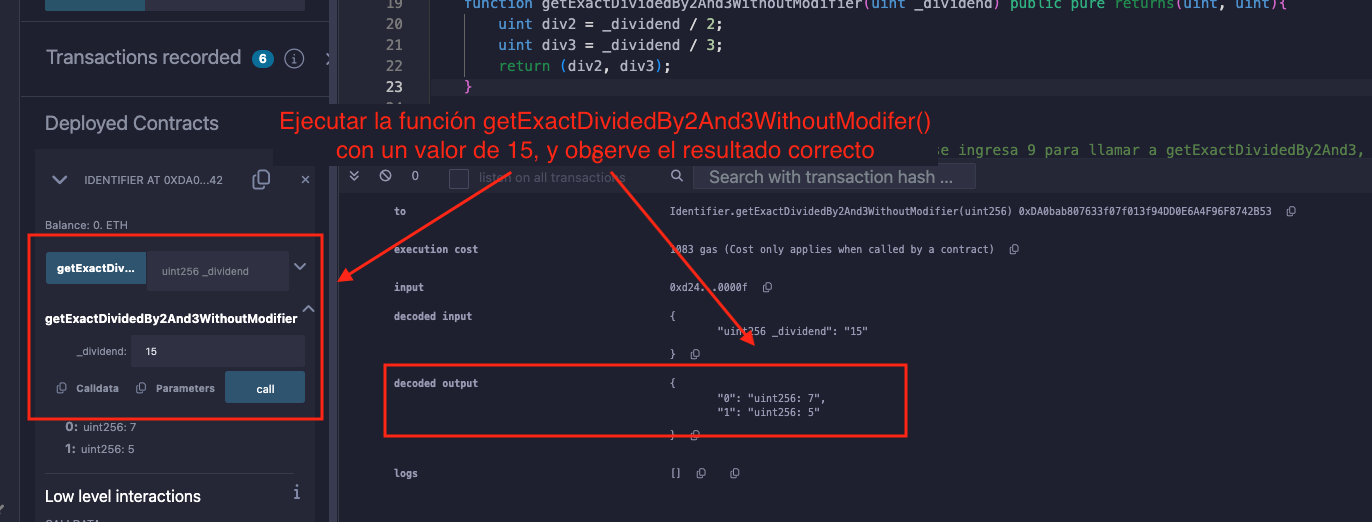 19 function getExactDividedBy2And3WithoutModifier(uint _dividend) public pure returns(uint, uint){
20 uint div2 = _dividend / 2;
21 uint div3 = _dividend / 3;
22 return (div2, div3);
23 }
Transactions recorded 6 i
Deployed Contracts
Ejecutar la función getExactDividedBy2And3WithoutModifer()
con un valor de 15, y observe el resultado correcto
se ingresa 9 para llamar a getExactDividedBy2And3,
IDENTIFIER AT 0XDA0...42
0 listen on all transactions Search with transaction hash ...
to Identifier.getExactDividedBy2And3WithoutModifier(uint256) 0xDA0bab807633f07f013f94DD0E6A4F96F8742B53
Balance: 0. ETH
execution cost 1083 gas (Cost only applies when called by a contract)
getExactDiv... uint256 _dividend
input 0xd24...0000f
getExactDividedBy2And3WithoutModifier
decoded input {
"uint256 _dividend": "15"
}
_dividend: 15
Calldata Parameters call
decoded output {
"0": "uint256: 7",
"1": "uint256: 5"
}
0: uint256: 7
1: uint256: 5
logs []
Low level interactions i
CALLDATA